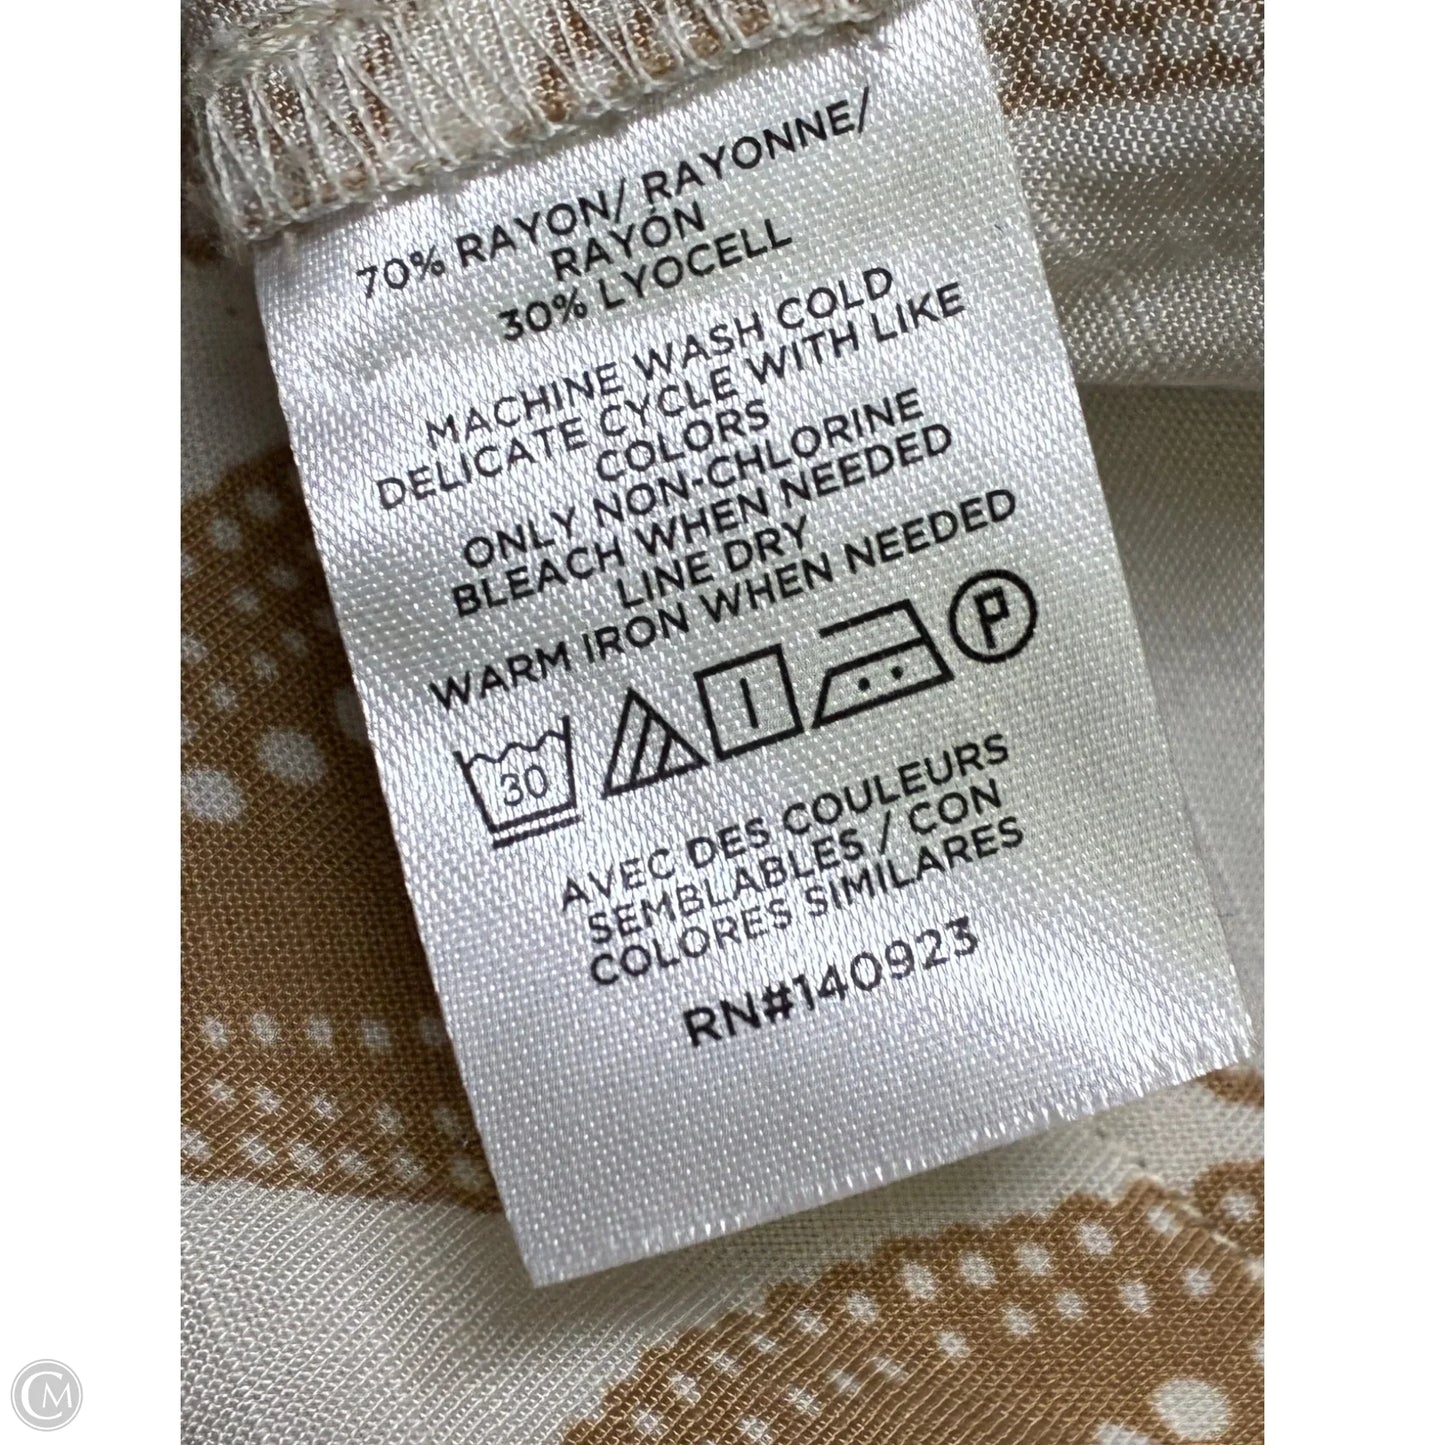 70% RAYON/ RAYONNE/
RAYÓN
30% LYOCELL
MACHINE WASH COLD
DELICATE CYCLE WITH LIKE
COLORS
ONLY NON-CHLORINE
BLEACH WHEN NEEDED
LINE DRY
WARM IRON WHEN NEEDED
30
P
AVEC DES COULEURS
SEMBLABLES / CON
COLORES SIMILARES
RN#140923
CM